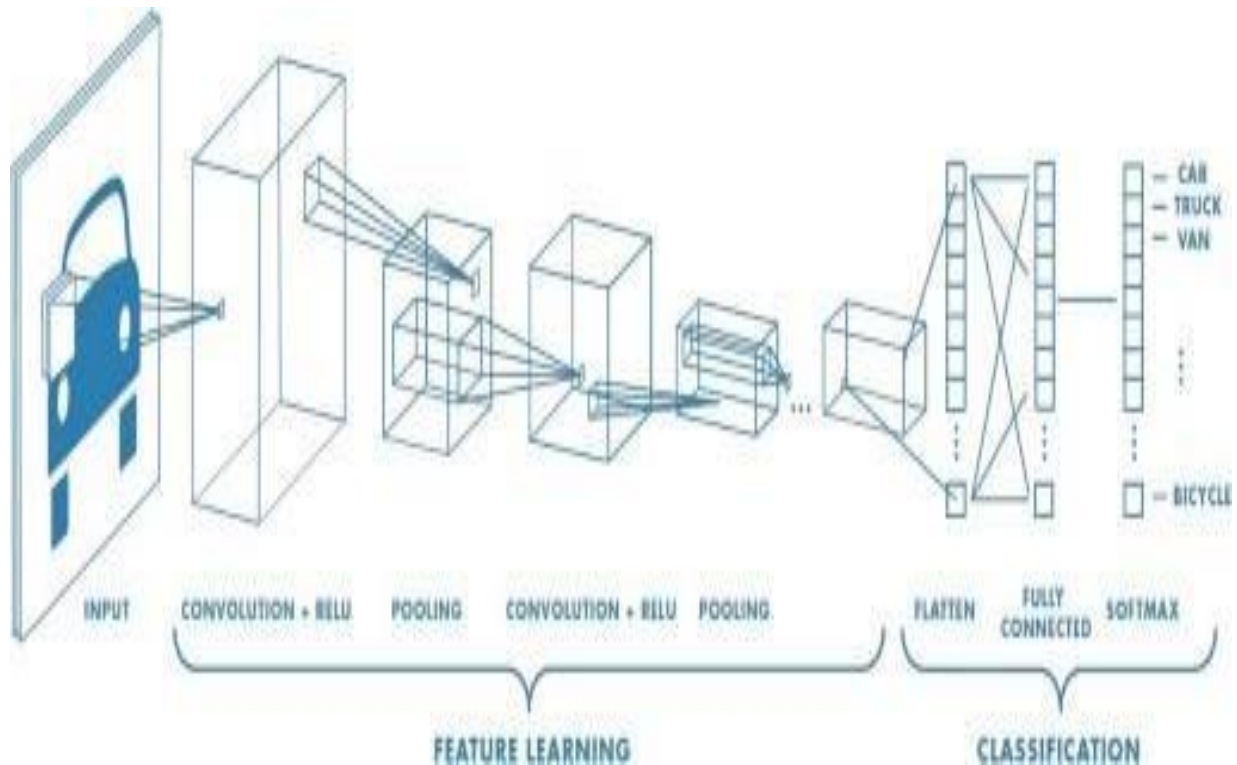 CAR
TRUCK
VAN
BICYCLE
INPUT
CONVOLUTION + RELU
POOLING
CONVOLUTION + RELU
POOLING
FLATTEN
FULLY
CONNECTED
SOFTMAX
FEATURE LEARNING
CLASSIFICATION